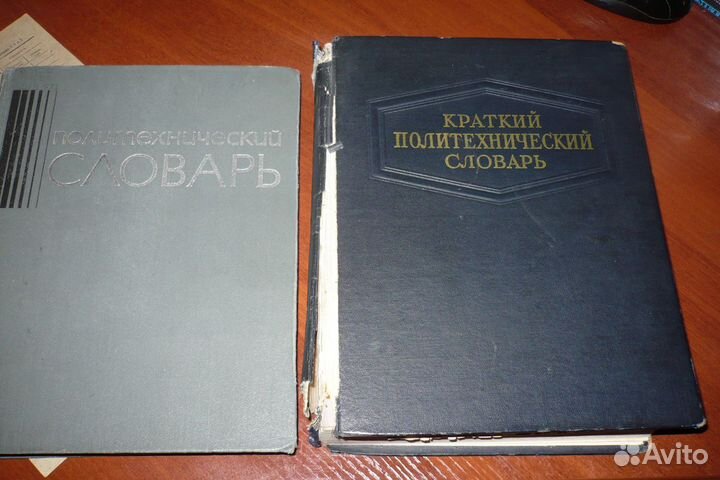 политехнический
СЛОВАРЬ
КРАТКИЙ
ПОЛИТЕХНИЧЕСКИЙ
СЛОВАРЬ
Avito